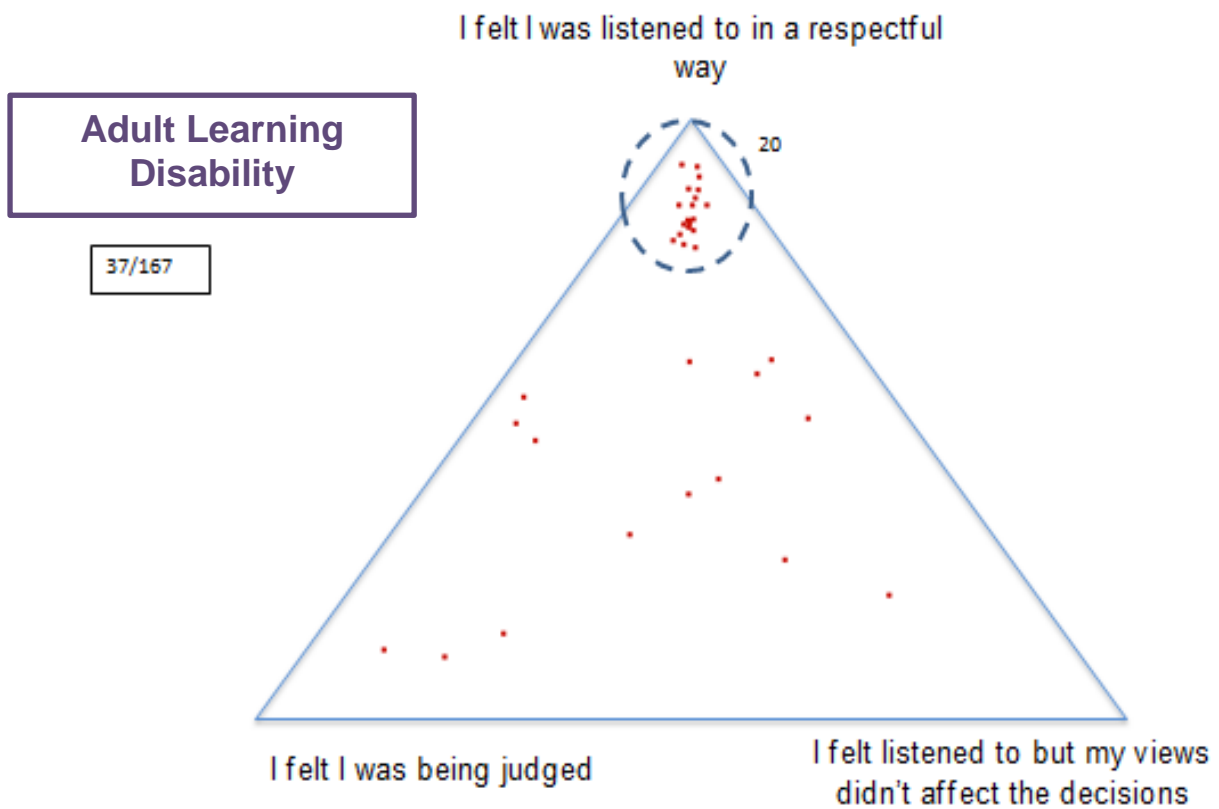 I felt I was listened to in a respectful
way
Adult Learning
Disability
20
37/167
I felt I was being judged
I felt listened to but my views
didn't affect the decisions